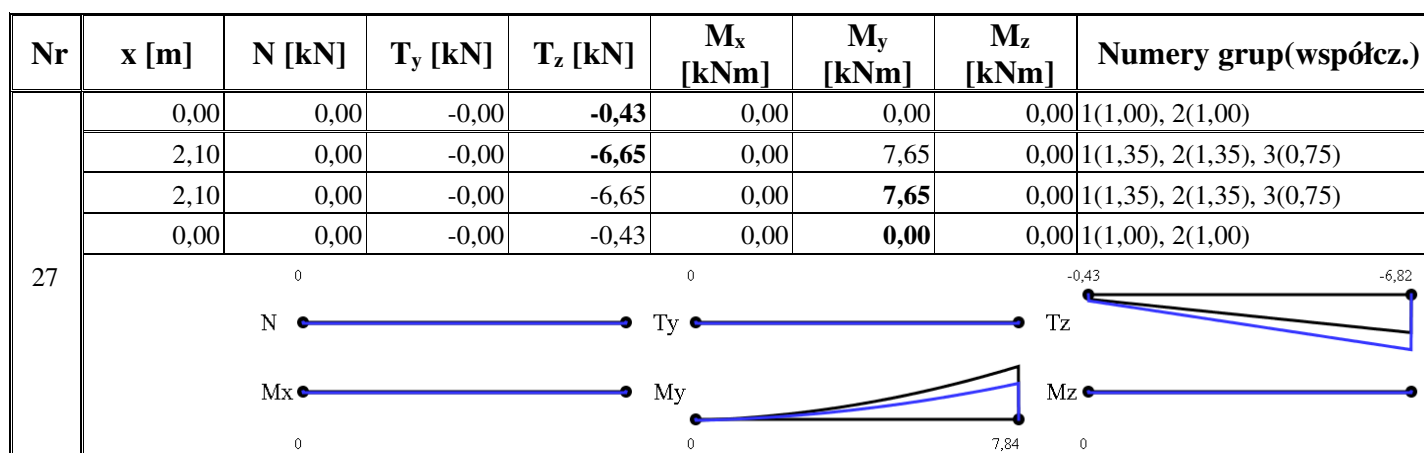 Nr x [m] N [kN] Ty [kN] Tz [kN] Mx [kNm] My [kNm] Mz [kNm] Numery grup(współcz.)
0,00 0,00 -0,00 -0,43 0,00 0,00 0,00 1(1,00), 2(1,00)
2,10 0,00 -0,00 -6,65 0,00 7,65 0,00 1(1,35), 2(1,35), 3(0,75)
2,10 0,00 -0,00 -6,65 0,00 7,65 0,00 1(1,35), 2(1,35), 3(0,75)
0,00 0,00 -0,00 -0,43 0,00 0,00 0,00 1(1,00), 2(1,00)
27 0 0 -0,43 -6,82
N Ty Tz
Mx My Mz
0 0 7,84 0